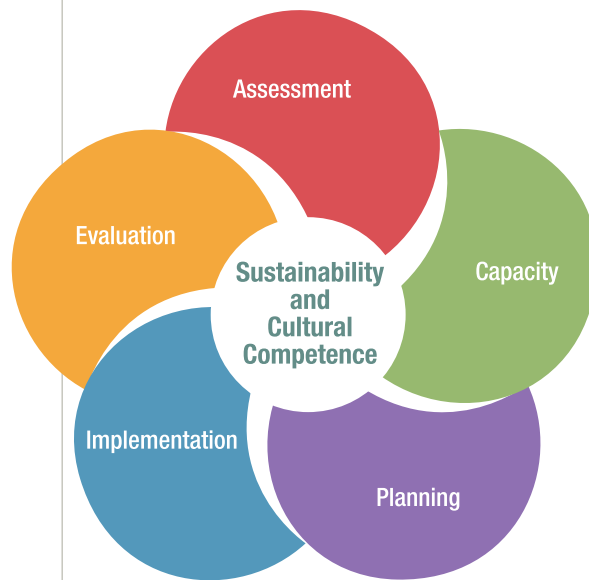 Assessment
Capacity
Planning
Implementation
Evaluation
Sustainability
and
Cultural
Competence